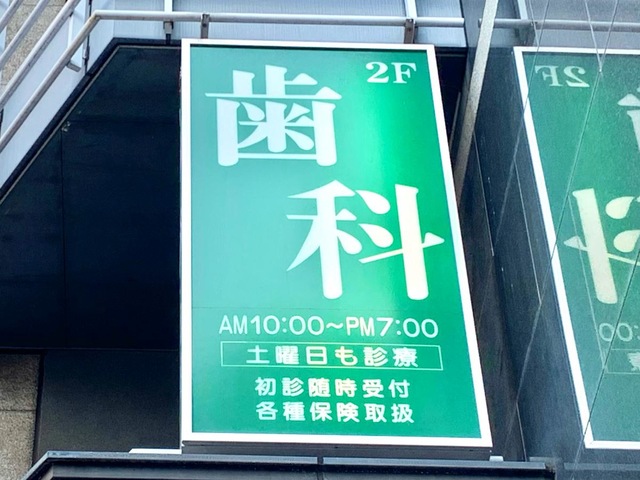 2F
歯
科
AM10:00~PM7:00
土曜日も診療
初診随時受付
各種保険取扱
2F